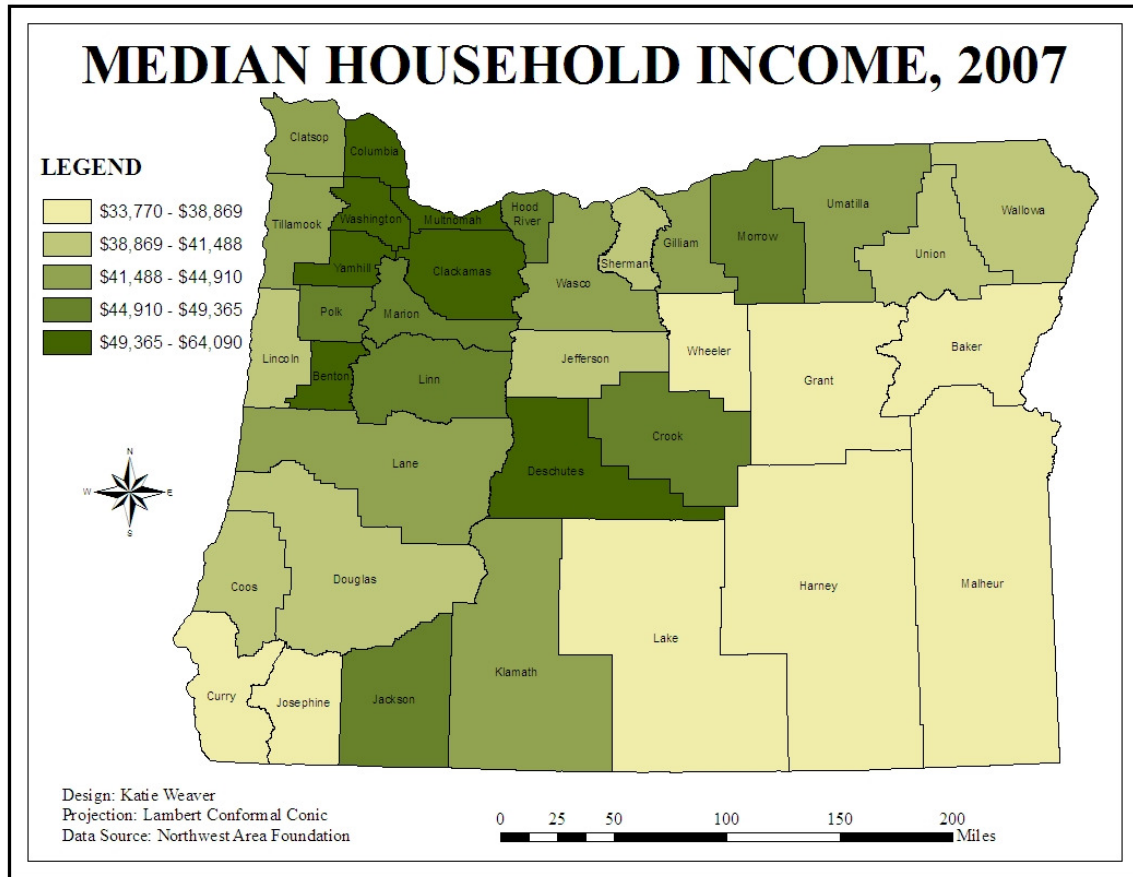 MEDIAN HOUSEHOLD INCOME, 2007
LEGEND
$33,770 - $38,869
$38,869 - $41,488
$41,488 - $44,910
$44,910 - $49,365
$49,365 - $64,090
Clatsop
Columbia
Tillamook
Washington
Multnomah
Hood
River
Yamhill
Clackamas
Wasco
Sherman
Gilliam
Morrow
Umatilla
Union
Wallowa
Polk
Marion
Lincoln
Benton
Linn
Jefferson
Wheeler
Grant
Baker
Crook
Deschutes
Lane
N
W
E
S
Coos
Douglas
Harney
Malheur
Lake
Klamath
Curry
Josephine
Jackson
Design: Katie Weaver
Projection: Lambert Conformal Conic
Data Source: Northwest Area Foundation
0 25 50 100 150 200
Miles